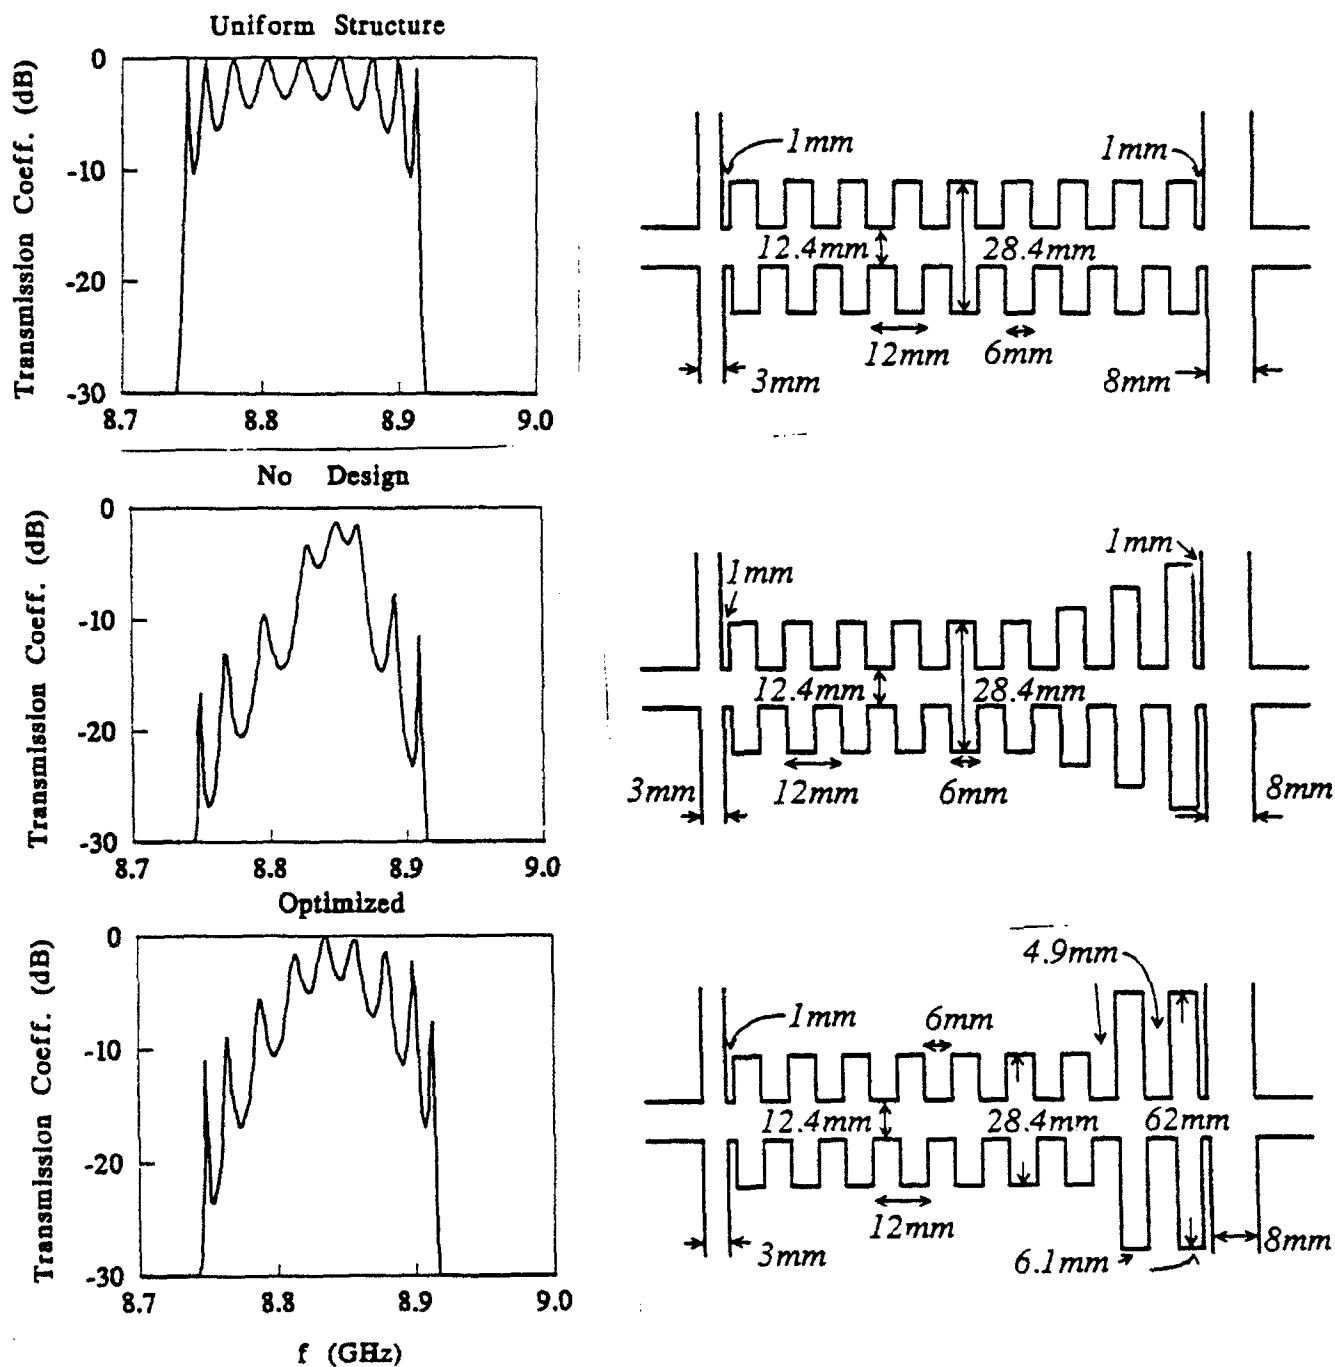 Uniform Structure
Transmission Coeff. (dB)
0
-10
-20
-30
8.7
8.8
8.9
9.0
1mm
1mm
12.4mm
28.4mm
12mm
6mm
3mm
8mm
No Design
Transmission Coeff. (dB)
0
-10
-20
-30
8.7
8.8
8.9
9.0
1mm
1mm
12.4mm
28.4mm
3mm
12mm
6mm
8mm
Optimized
Transmission Coeff. (dB)
0
-10
-20
-30
8.7
8.8
8.9
9.0
f (GHz)
4.9mm
1mm
6mm
12.4mm
28.4mm
62mm
12mm
3mm
6.1mm
8mm